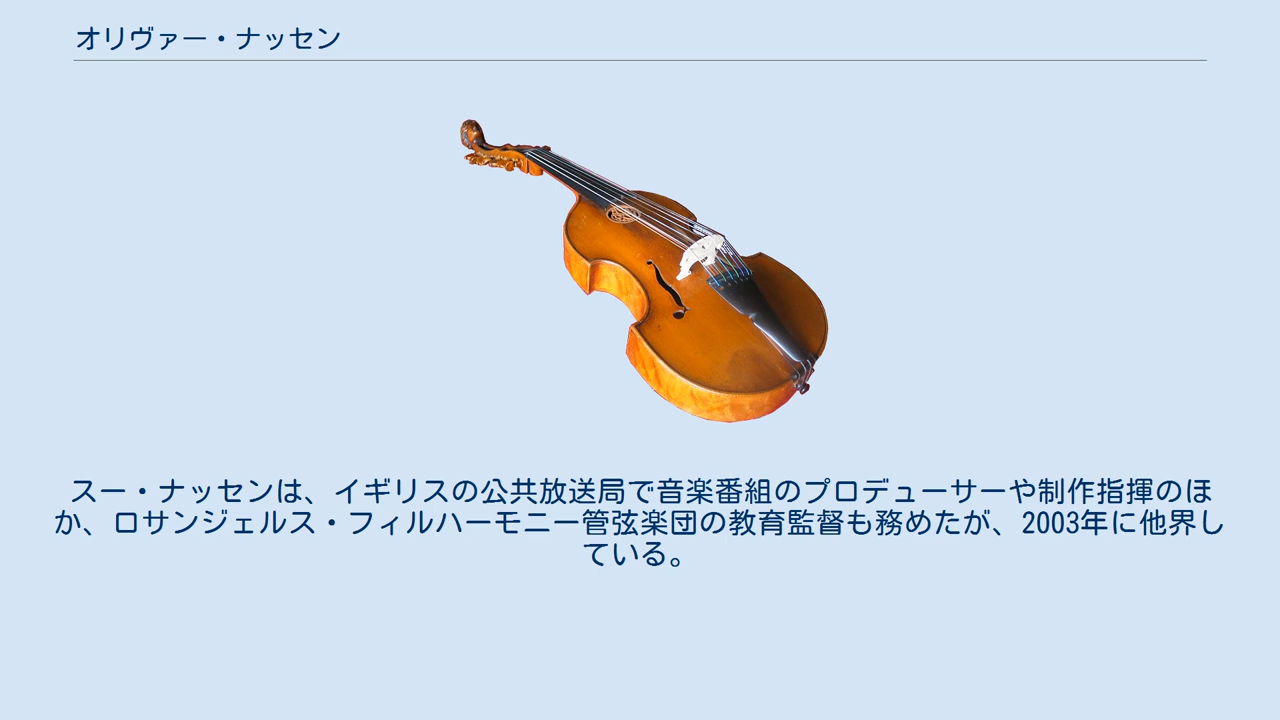 オリヴァー・ナッセン
スー・ナッセンは、イギリスの公共放送局で音楽番組のプロデューサーや制作指揮のほ
か、ロサンジェルス・フィルハーモニー管弦楽団の教育監督も務めたが、2003年に他界し
ている。